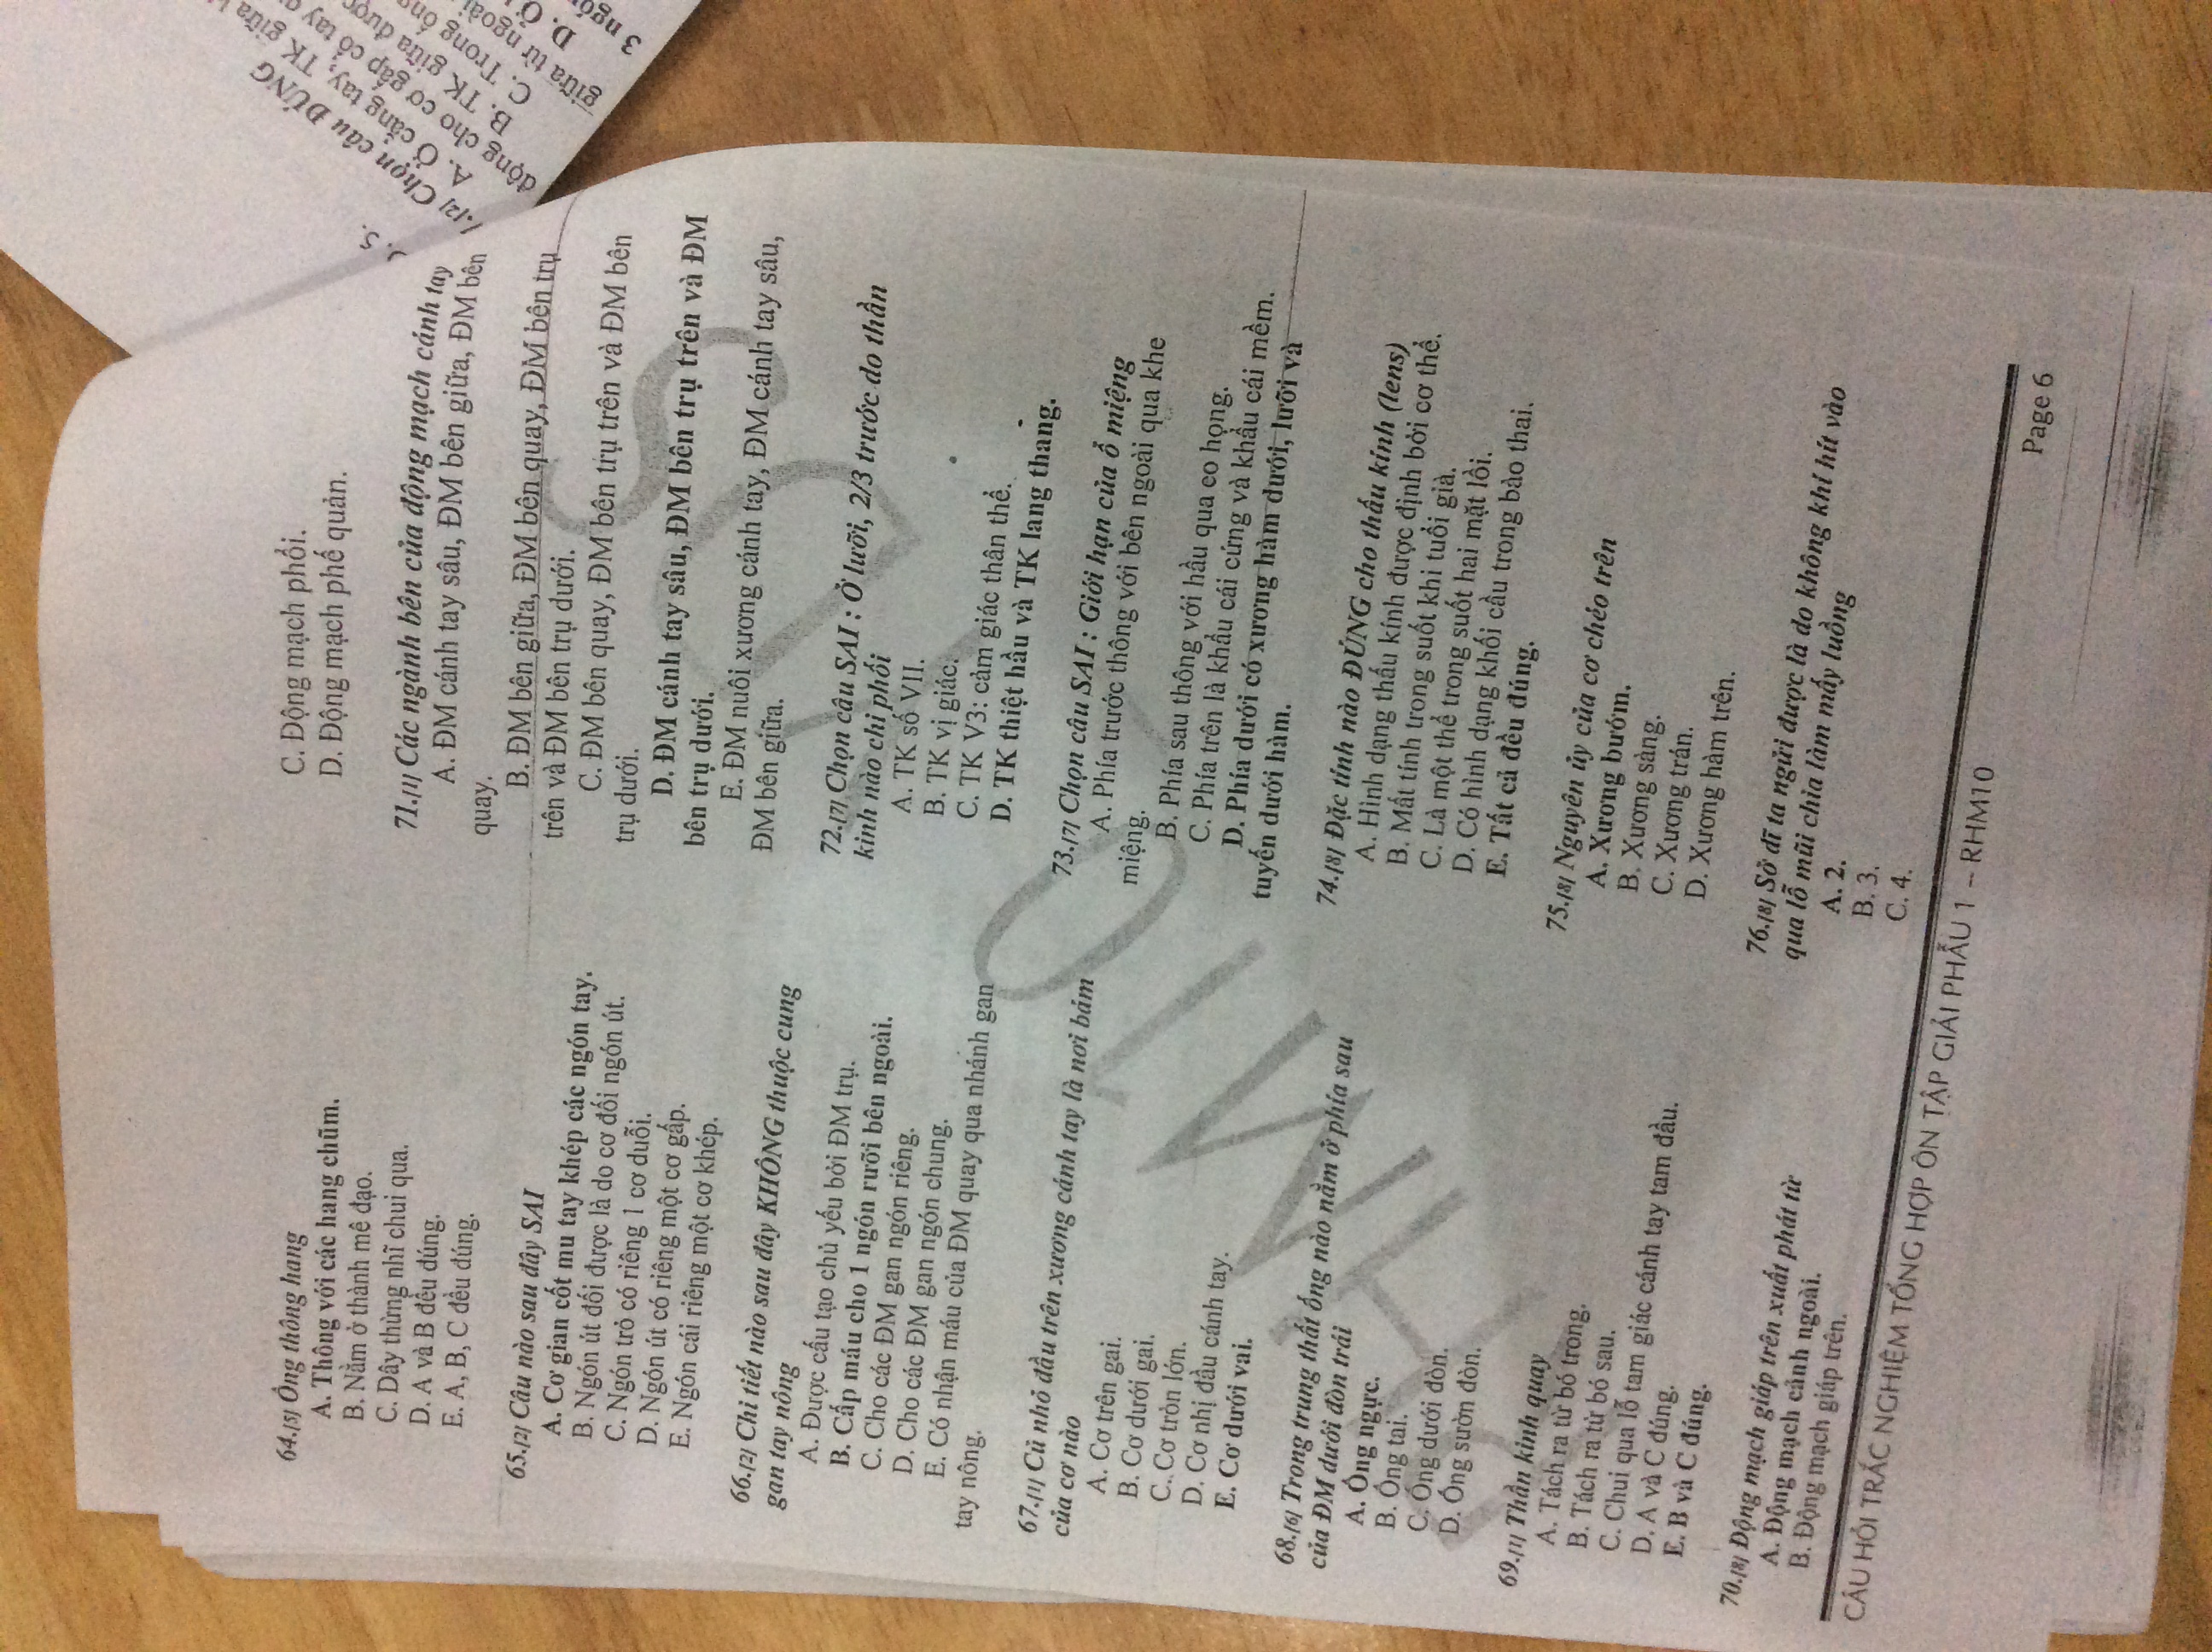 64.[5] Ống thông hang
A. Thông với các hang chũm.
B. Nằm ở thành mê đạo.
C. Dây thừng nhĩ chui qua.
D. A và B đều đúng.
E. A, B, C đều đúng.
65.[2] Câu nào sau đây SAI
A. Cơ gian cốt mu tay khép các ngón tay.
B. Ngón út đối được là do cơ đối ngón út.
C. Ngón trỏ có riêng 1 cơ duỗi.
D. Ngón út có riêng một cơ gấp.
E. Ngón cái riêng một cơ khép.
66.[2] Chi tiết nào sau đây KHÔNG thuộc cung
gan tay nông
A. Được cấu tạo chủ yếu bởi ĐM trụ.
B. Cấp máu cho 1 ngón rưỡi bên ngoài.
C. Cho các ĐM gan ngón riêng.
D. Cho các ĐM gan ngón chung.
E. Có nhận máu của ĐM quay qua nhánh gan
tay nông.
67.[1] Củ nhỏ đầu trên xương cánh tay là nơi bám
của cơ nào
A. Cơ trên gai.
B. Cơ dưới gai.
C. Cơ tròn lớn.
D. Cơ nhị đầu cánh tay.
E. Cơ dưới vai.
68.[6] Trong trung thất ống nào nằm ở phía sau
của ĐM dưới đòn trái
A. Ống ngực.
B. Ống tai.
C. Ống dưới đòn.
D. Ống sườn đòn.
69.[1] Thần kinh quay
A. Tách ra từ bó trong.
B. Tách ra từ bó sau.
C. Chui qua lỗ tam giác cánh tay tam đầu.
D. A và C đúng.
E. B và C đúng.
70.[8] Động mạch giáp trên xuất phát từ
A. Động mạch cảnh ngoài.
B. Động mạch giáp trên.
C. Động mạch phổi.
D. Động mạch phế quản.
71.[1] Các ngành bên của động mạch cánh tay
A. ĐM cánh tay sâu, ĐM bên giữa, ĐM bên
quay.
B. ĐM bên giữa, ĐM bên quay, ĐM bên trụ
trên và ĐM bên trụ dưới.
C. ĐM bên quay, ĐM bên trụ trên và ĐM bên
trụ dưới.
D. ĐM cánh tay sâu, ĐM bên trụ trên và ĐM
bên trụ dưới.
E. ĐM nuôi xương cánh tay, ĐM cánh tay sâu,
ĐM bên giữa.
72.[7] Chọn câu SAI : Ở lưỡi, 2/3 trước do thần
kinh nào chi phối
A. TK số VII.
B. TK vị giác.
C. TK V3: cảm giác thân thể.
D. TK thiệt hầu và TK lang thang.
73.[7] Chọn câu SAI : Giới hạn của ổ miệng
A. Phía trước thông với bên ngoài qua khe
miệng.
B. Phía sau thông với hầu qua eo họng.
C. Phía trên là khẩu cái cứng và khẩu cái mềm.
D. Phía dưới có xương hàm dưới, lưỡi và
tuyến dưới hàm.
74.[8] Đặc tính nào ĐÚNG cho thấu kính (lens)
A. Hình dạng thấu kính được định bởi cơ thể.
B. Mất tính trong suốt khi tuổi già.
C. Là một thể trong suốt hai mặt lồi.
D. Có hình dạng khối cầu trong bào thai.
E. Tất cả đều đúng.
75.[8] Nguyên ủy của cơ chéo trên
A. Xương bướm.
B. Xương sàng.
C. Xương trán.
D. Xương hàm trên.
76.[8] Sở dĩ ta ngửi được là do không khí hít vào
qua lỗ mũi chia làm mấy luồng
A. 2.
B. 3.
C. 4.
CÂU HỎI TRẮC NGHIỆM TỔNG HỢP ÔN TẬP GIẢI PHẪU 1 – RHM10
Page 6
5.
[2] Chọn câu ĐÚNG
A. Ở cẳng tay, TK giữa
động cho cơ gấp cổ tay
B. TK giữa được
C. Trong ống
giữa từ ngoài
D. Ở
3 ngón